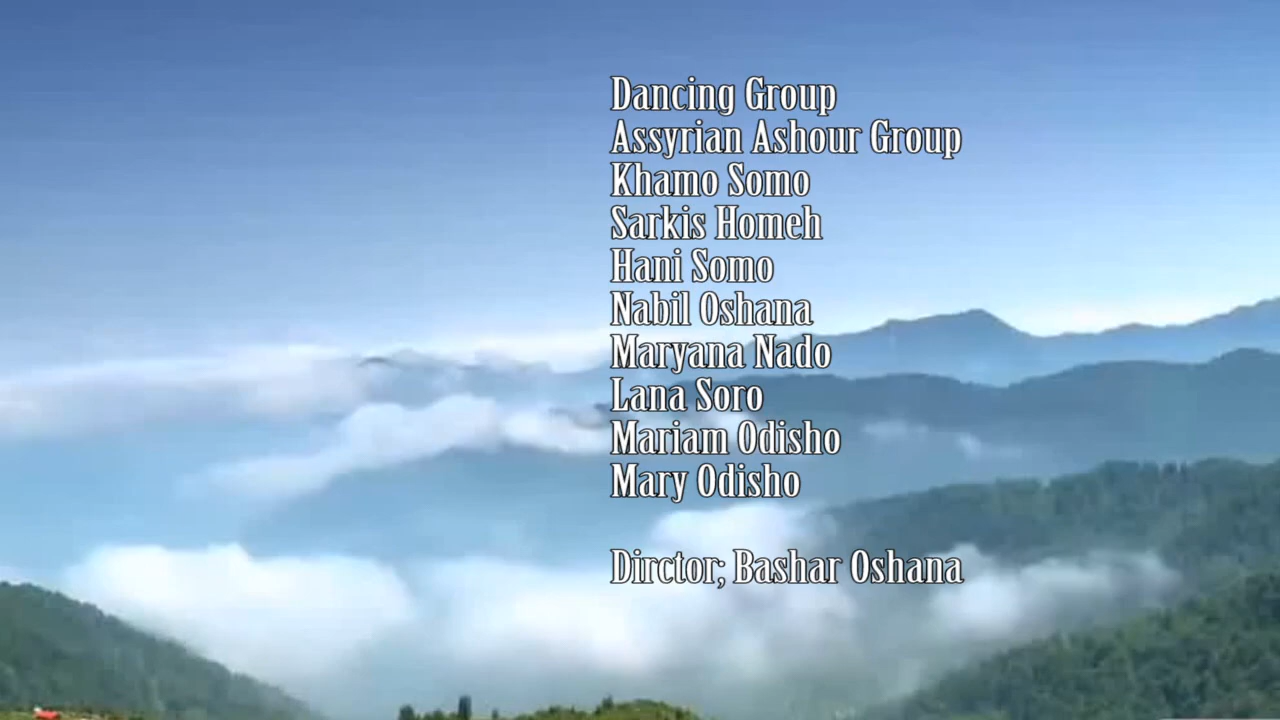 Dancing Group
Assyrian Ashour Group
Khamo Somo
Sarkis Homeh
Hani Somo
Nabil Oshana
Maryana Nado
Lana Soro
Mariam Odisho
Mary Odisho
Dirctor; Bashar Oshana